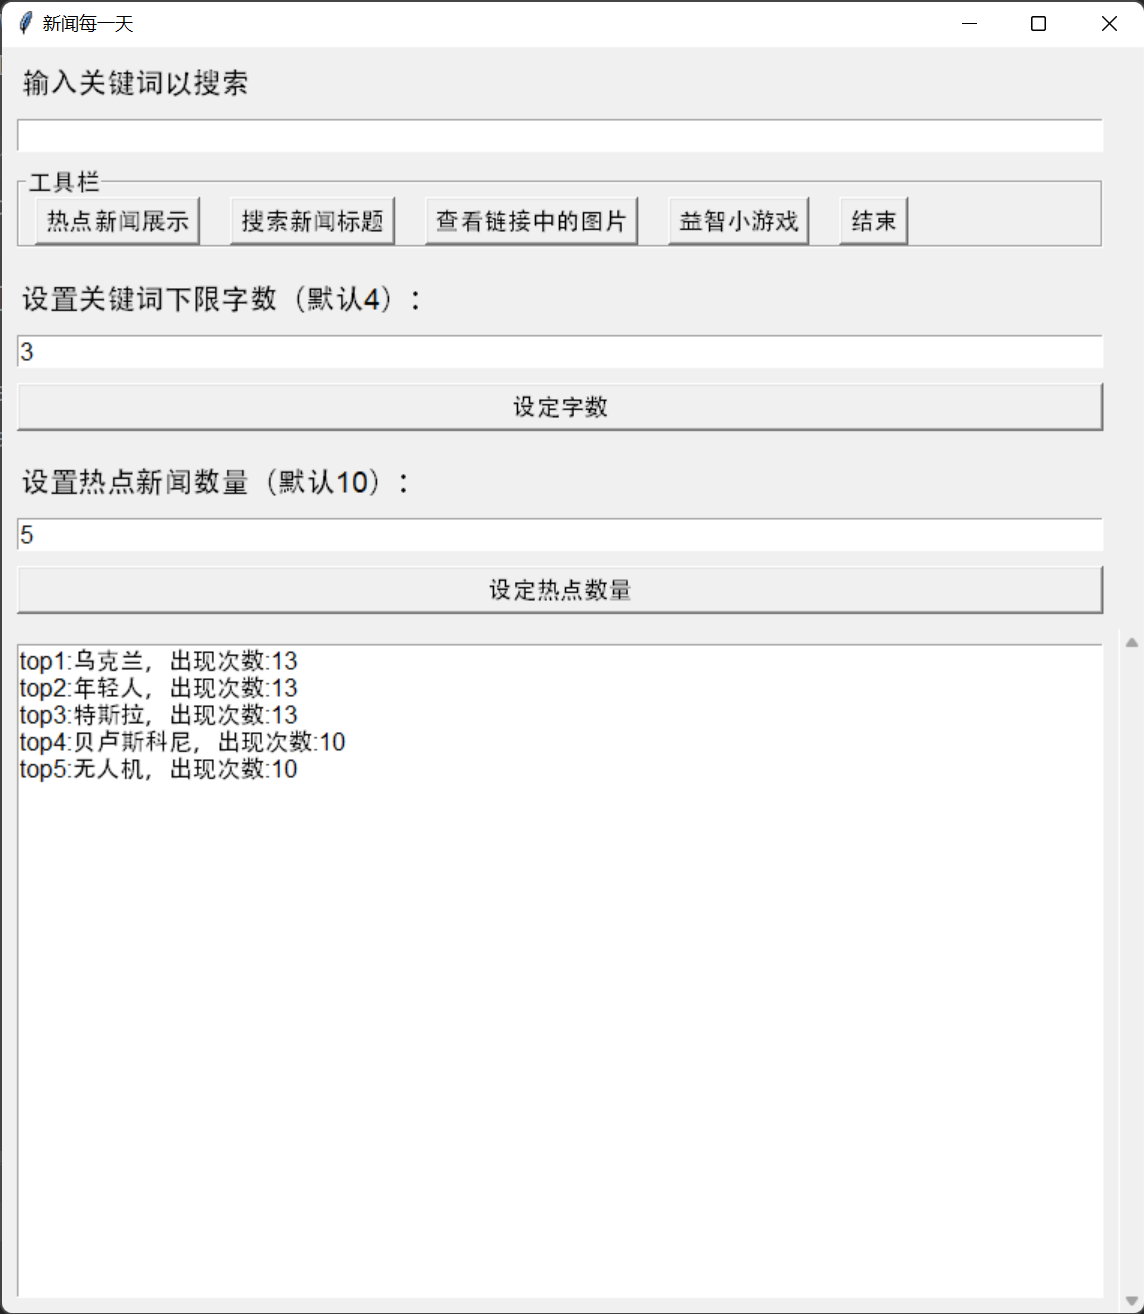 新闻每一天
输入关键词以搜索
工具栏
热点新闻展示 搜索新闻标题 查看链接中的图片 益智小游戏 结束
设置关键词下限字数（默认4）：
3
设定字数
设置热点新闻数量（默认10）：
5
设定热点数量
top1:乌克兰，出现次数:13
top2:年轻人，出现次数:13
top3:特斯拉，出现次数:13
top4:贝卢斯科尼，出现次数:10
top5:无人机，出现次数:10